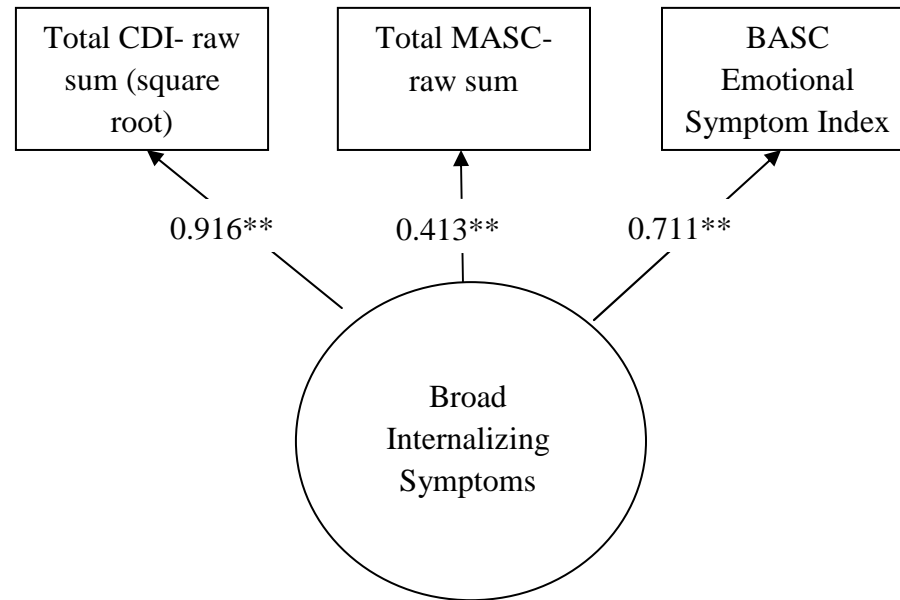 Total CDI- raw
sum (square
root)
Total MASC-
raw sum
BASC
Emotional
Symptom Index
0.916**
0.413**
0.711**
Broad
Internalizing
Symptoms